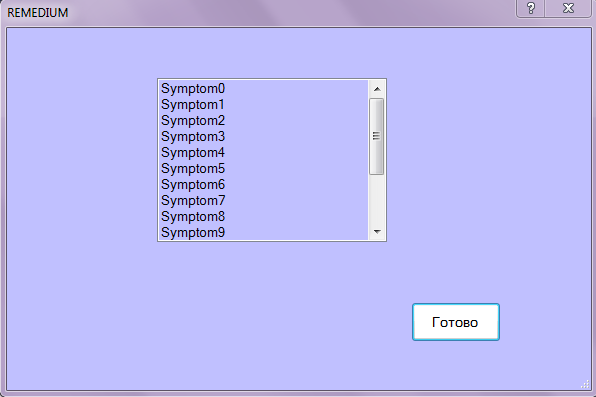 REMEDIUM
Symptom0
Symptom1
Symptom2
Symptom3
Symptom4
Symptom5
Symptom6
Symptom7
Symptom8
Symptom9
Готово